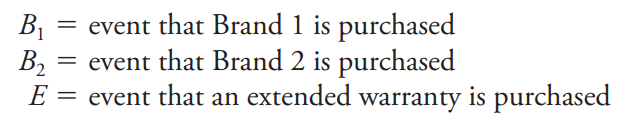 B₁ = event that Brand 1 is purchased
B₂ = event that Brand 2 is purchased
E = event that an extended warranty is purchased